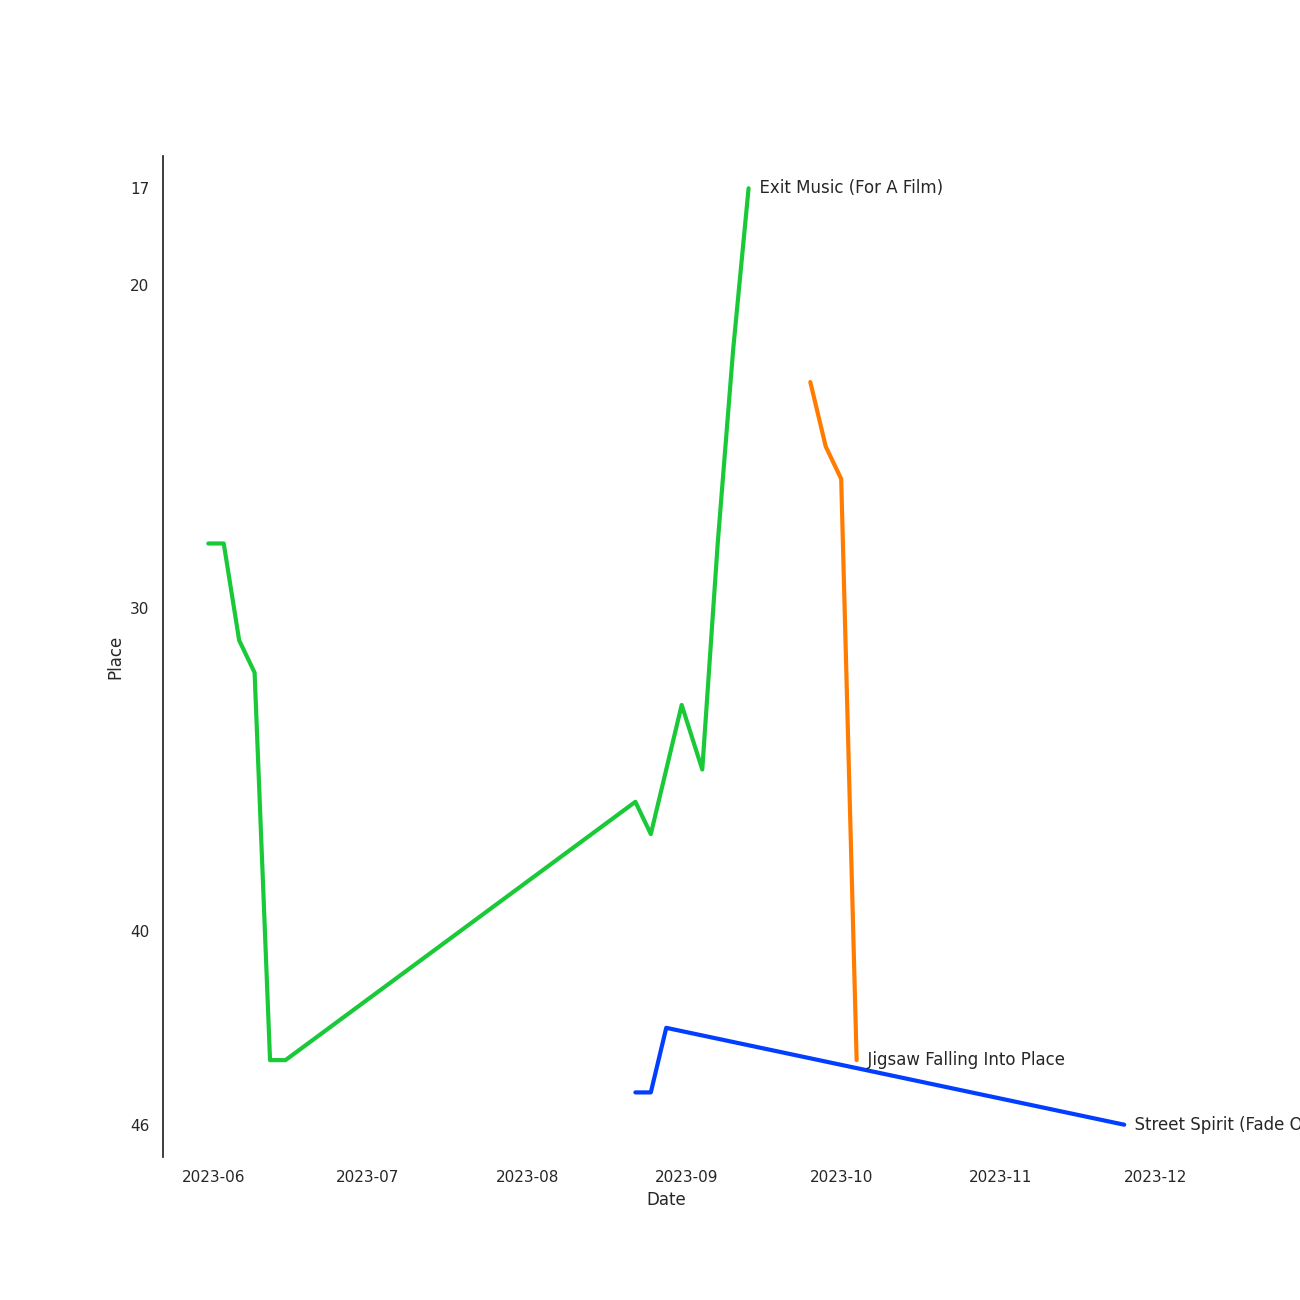 17
Exit Music (For A Film)
20
30
Place
40
Jigsaw Falling Into Place
46
Street Spirit (Fade
2023-06
2023-07
2023-08
2023-09
2023-10
2023-11
2023-12
Date